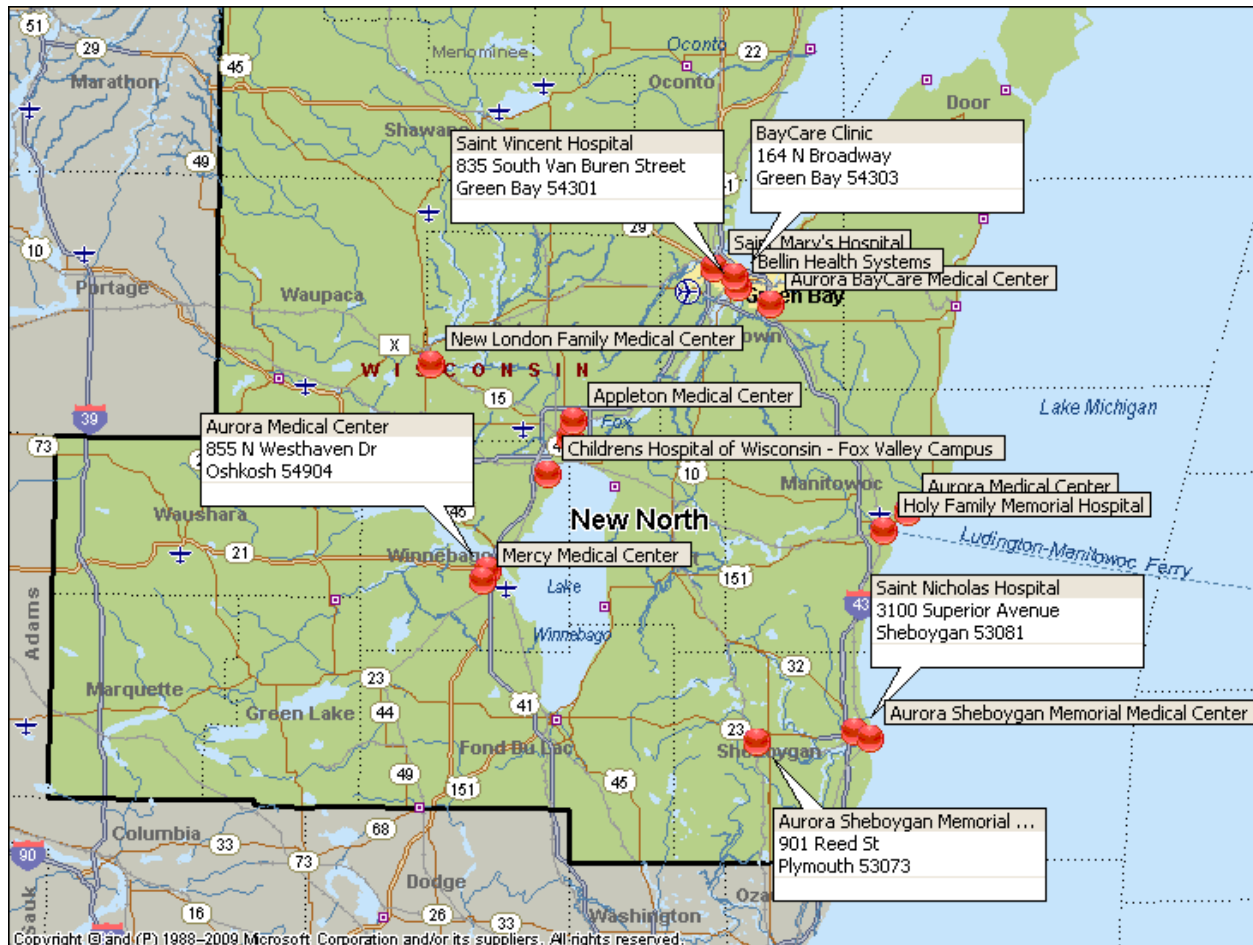 51
29
45
Menominee
Oconto
22
Marathon
Oconto
Door
Shawano
Saint Vincent Hospital
835 South Van Buren Street
Green Bay 54301
BayCare Clinic
164 N Broadway
Green Bay 54303
49
41
29
10
Saint Mary's Hospital
Bellin Health Systems
Aurora BayCare Medical Center
Green Bay
Portage
Waupaca
X
New London Family Medical Center
WISCONSIN
15
Appleton Medical Center
Fox
Lake Michigan
39
Aurora Medical Center
855 N Westhaven Dr
Oshkosh 54904
73
Childrens Hospital of Wisconsin - Fox Valley Campus
10
Manitowoc
Aurora Medical Center
Holy Family Memorial Hospital
Waushara
45
New North
21
Winnebago
Mercy Medical Center
Ludington-Manitowoc Ferry
151
Lake
Winnebago
Adams
43
Saint Nicholas Hospital
3100 Superior Avenue
Sheboygan 53081
32
Marquette
23
Green Lake
44
41
Aurora Sheboygan Memorial Medical Center
23
Sheboygan
Fond Du Lac
49
151
45
Aurora Sheboygan Memorial ...
901 Reed St
Plymouth 53073
Columbia
33
68
73
90
Dodge
Sauk
16
26
33
Washington
Copyright © and (P) 1988–2009 Microsoft Corporation and/or its suppliers. All rights reserved.